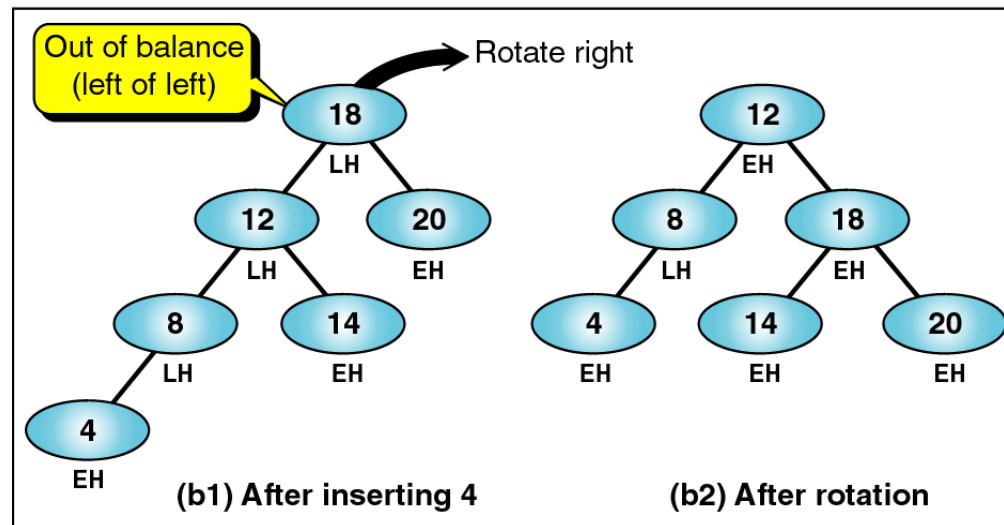 Out of balance
(left of left)
Rotate right
18
LH
12
LH
20
EH
8
LH
14
EH
4
EH
(b1) After inserting 4
12
EH
8
LH
18
EH
4
EH
14
EH
20
EH
(b2) After rotation